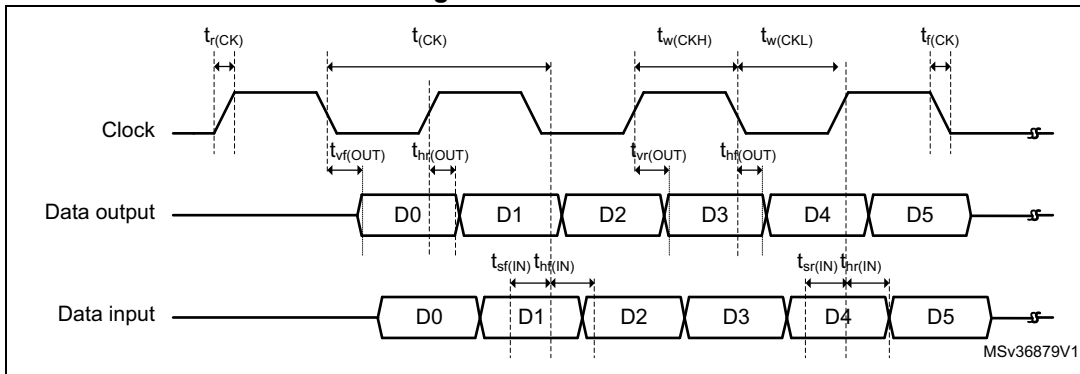 t_r(CK) t_(CK) t_w(CKH) t_w(CKL) t_f(CK)
Clock
t_vf(OUT) t_hr(OUT) t_vr(OUT) t_hf(OUT)
Data output D0 D1 D2 D3 D4 D5
t_sf(IN) t_hf(IN) t_sr(IN) t_hr(IN)
Data input D0 D1 D2 D3 D4 D5
MSv36879V1